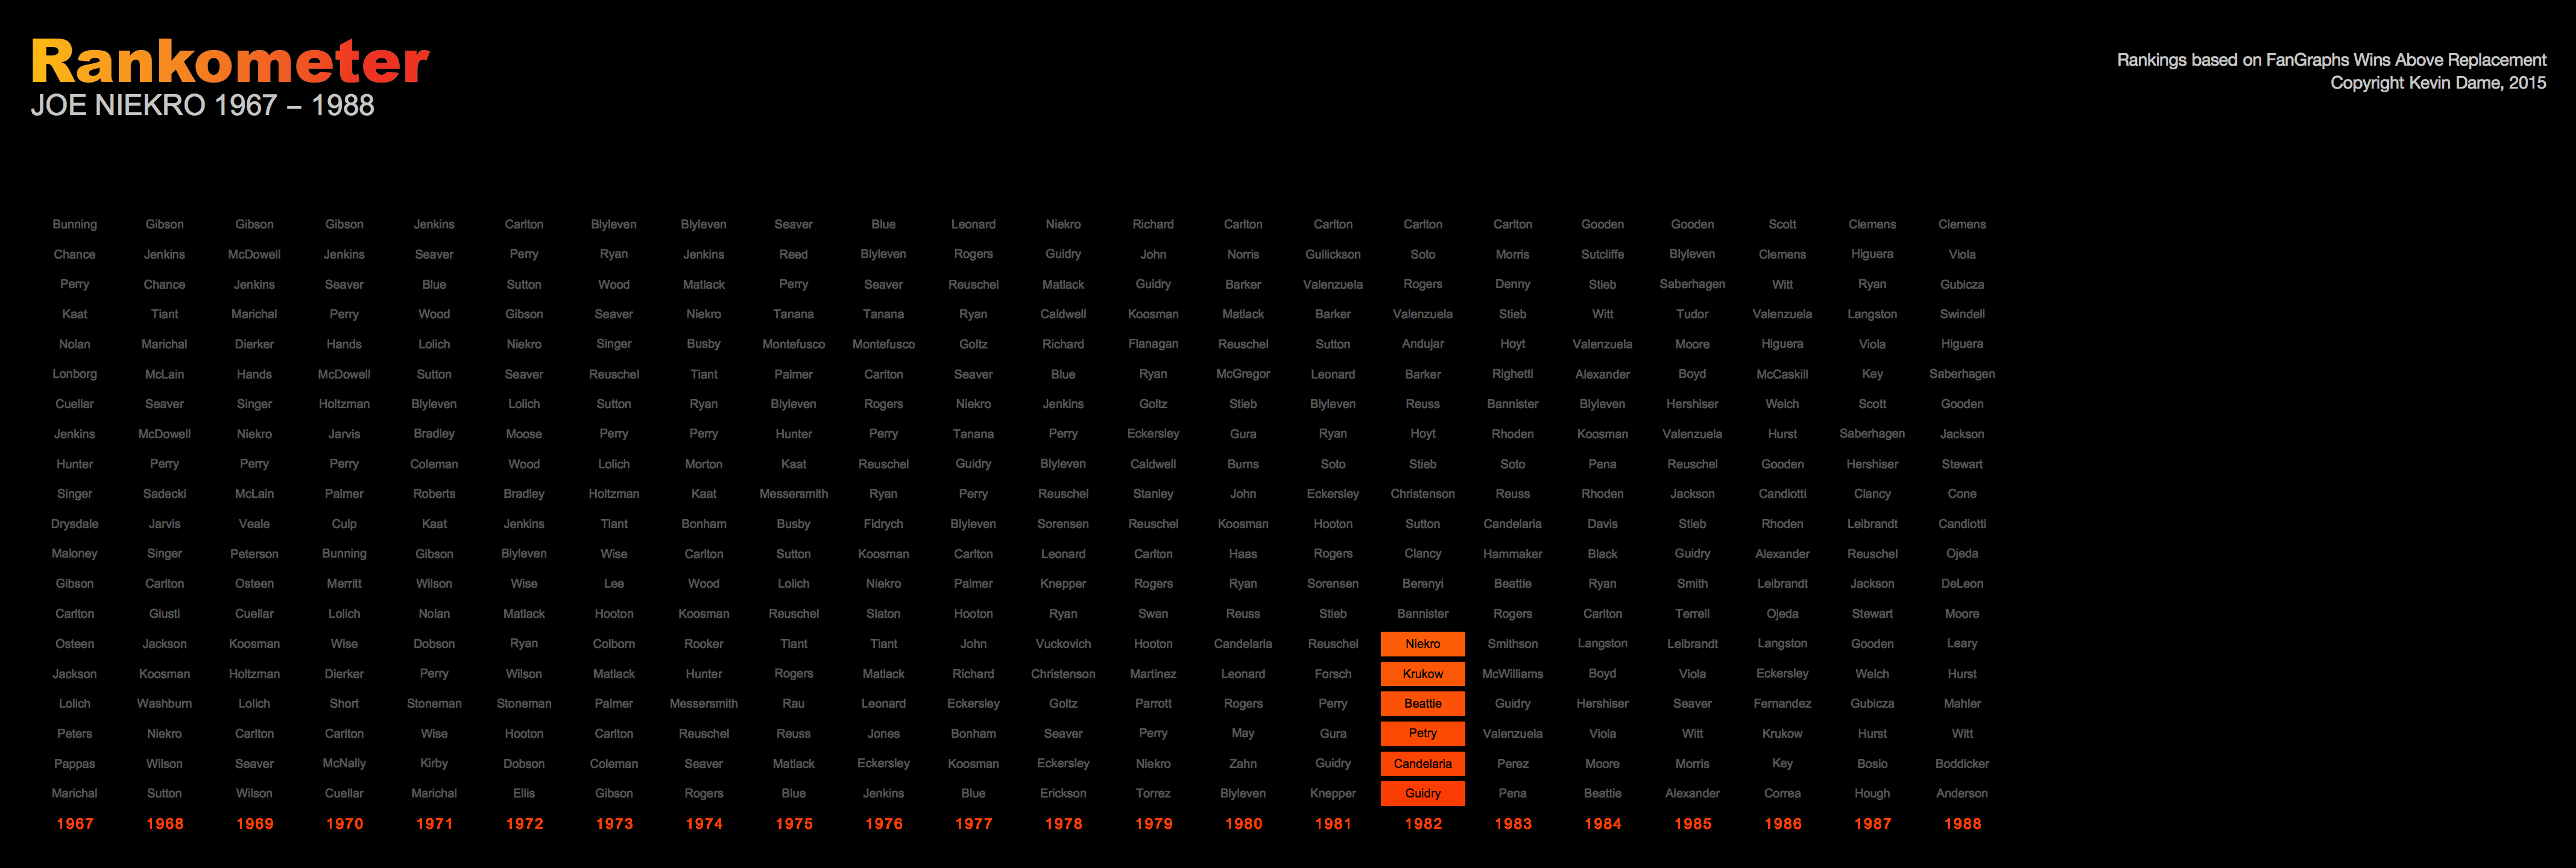 Rankometer
JOE NIEKRO 1967 – 1988
Rankings based on FanGraphs Wins Above Replacement
Copyright Kevin Dame, 2015
Bunning Gibson Gibson Gibson Jenkins Carlton Blyleven Blyleven Seaver Blue Leonard Niekro Richard Carlton Carlton Carlton Carlton Gooden Gooden Scott Clemens Clemens
Chance Jenkins McDowell Jenkins Seaver Perry Ryan Jenkins Reed Blyleven Rogers Guidry John Norris Gullickson Soto Morris Sutcliffe Blyleven Clemens Higuera Viola
Perry Chance Jenkins Seaver Blue Sutton Wood Matlack Perry Seaver Reuschel Matlack Guidry Barker Valenzuela Rogers Denny Stieb Saberhagen Witt Ryan Gubicza
Kaat Tiant Marichal Perry Wood Gibson Seaver Niekro Tanana Tanana Ryan Caldwell Koosman Matlack Barker Valenzuela Stieb Witt Tudor Valenzuela Langston Swindell
Nolan Marichal Dierker Hands Lolich Niekro Singer Busby Montefusco Montefusco Goltz Richard Flanagan Reuschel Sutton Andujar Hoyt Valenzuela Moore Higuera Viola Higuera
Lonborg McLain Hands McDowell Sutton Seaver Reuschel Tiant Palmer Carlton Seaver Blue Ryan McGregor Leonard Barker Righetti Alexander Boyd McCaskill Key Saberhagen
Cuellar Seaver Singer Holtzman Blyleven Lolich Sutton Ryan Blyleven Rogers Niekro Jenkins Goltz Stieb Blyleven Reuss Bannister Blyleven Hershiser Welch Scott Gooden
Jenkins McDowell Niekro Jarvis Bradley Moose Perry Perry Hunter Perry Tanana Perry Eckersley Gura Ryan Hoyt Rhoden Koosman Valenzuela Hurst Saberhagen Jackson
Hunter Perry Perry Perry Coleman Wood Lolich Morton Kaat Reuschel Guidry Blyleven Caldwell Burns Soto Stieb Soto Pena Reuschel Gooden Hershiser Stewart
Singer Sadecki McLain Palmer Roberts Bradley Holtzman Kaat Messersmith Ryan Perry Reuschel Stanley John Eckersley Christenson Reuss Rhoden Jackson Candiotti Clancy Cone
Drysdale Jarvis Veale Culp Kaat Jenkins Tiant Bonham Busby Fidrych Blyleven Sorensen Reuschel Koosman Hooton Sutton Candelaria Davis Stieb Rhoden Leibrandt Candiotti
Maloney Singer Peterson Bunning Gibson Blyleven Wise Carlton Sutton Koosman Carlton Leonard Carlton Haas Rogers Clancy Hammaker Black Guidry Alexander Reuschel Ojeda
Gibson Carlton Osteen Merritt Wilson Wise Lee Wood Lolich Niekro Palmer Knepper Rogers Ryan Sorensen Berenyi Beattie Ryan Smith Leibrandt Jackson DeLeon
Carlton Giusti Cuellar Lolich Nolan Matlack Hooton Koosman Reuschel Slaton Hooton Ryan Swan Reuss Stieb Bannister Rogers Carlton Terrell Ojeda Stewart Moore
Osteen Jackson Koosman Wise Dobson Ryan Colborn Rooker Tiant Tiant John Vuckovich Hooton Candelaria Reuschel Niekro Smithson Langston Leibrandt Langston Gooden Leary
Jackson Koosman Holtzman Dierker Perry Wilson Matlack Hunter Rogers Matlack Richard Christenson Martinez Leonard Forsch Krukow McWilliams Boyd Viola Eckersley Welch Hurst
Lolich Washburn Lolich Short Stoneman Stoneman Palmer Messersmith Rau Leonard Eckersley Goltz Parrott Rogers Perry Beattie Guidry Hershiser Seaver Fernandez Gubicza Mahler
Peters Niekro Carlton Carlton Wise Hooton Carlton Reuschel Reuss Jones Bonham Seaver Perry May Gura Petry Valenzuela Viola Witt Krukow Hurst Witt
Pappas Wilson Seaver McNally Kirby Dobson Coleman Seaver Matlack Eckersley Koosman Eckersley Niekro Zahn Guidry Candelaria Perez Moore Morris Key Bosio Boddicker
Marichal Sutton Wilson Cuellar Marichal Ellis Gibson Rogers Blue Jenkins Blue Erickson Torrez Blyleven Knepper Guidry Pena Beattie Alexander Correa Hough Anderson
1967 1968 1969 1970 1971 1972 1973 1974 1975 1976 1977 1978 1979 1980 1981 1982 1983 1984 1985 1986 1987 1988